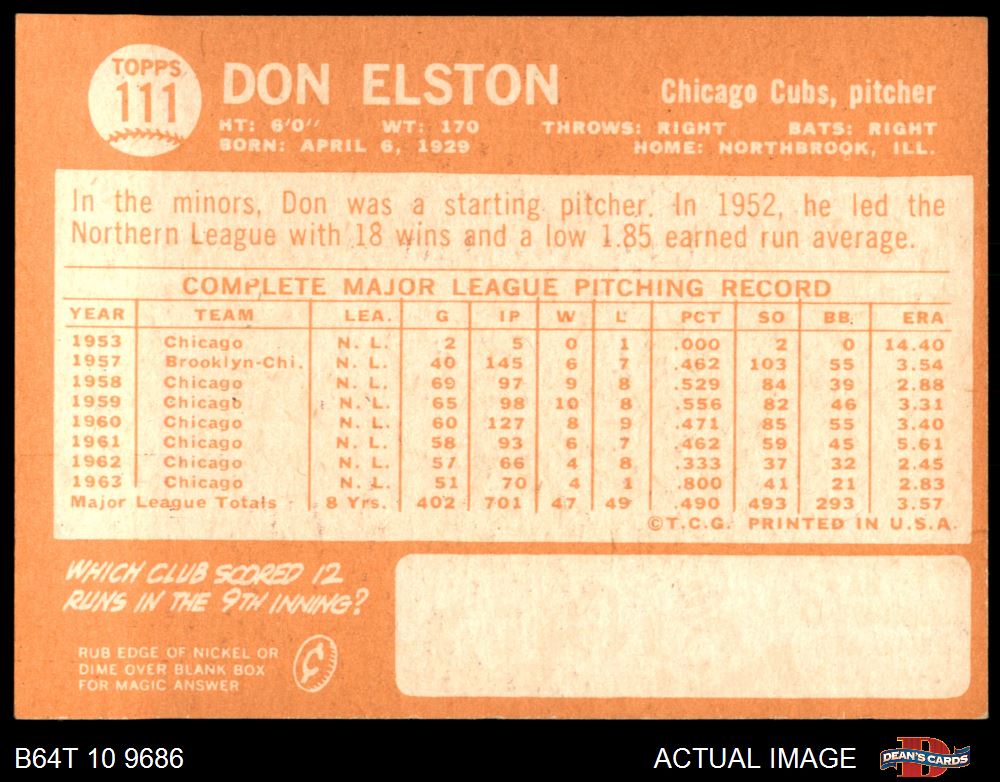 TOPPS
111
DON ELSTON
Chicago Cubs, pitcher
HT: 6'0" WT: 170 THROWS: RIGHT BATS: RIGHT
BORN: APRIL 6, 1929 HOME: NORTHBROOK, ILL.
In the minors, Don was a starting pitcher. In 1952, he led the
Northern League with 18 wins and a low 1.85 earned run average.
COMPLETE MAJOR LEAGUE PITCHING RECORD
YEAR TEAM LEA. G IP W L PCT SO BB. ERA
1953 Chicago N. L. 2 5 0 1 .000 2 0 14.40
1957 Brooklyn-Chi. N. L. 40 145 6 7 .462 103 55 3.54
1958 Chicago N. L. 69 97 9 8 .529 84 39 2.88
1959 Chicago N. L. 65 98 10 8 .556 82 46 3.31
1960 Chicago N. L. 60 127 8 9 .471 85 55 3.40
1961 Chicago N. L. 58 93 6 7 .462 59 45 5.61
1962 Chicago N. L. 57 66 4 8 .333 37 32 2.45
1963 Chicago N. L. 51 70 4 1 .800 41 21 2.83
Major League Totals 8 Yrs. 402 701 47 49 .490 493 293 3.57
©T.C.G. PRINTED IN U.S.A.
WHICH CLUB SCORED 12
RUNS IN THE 9TH INNING?
RUB EDGE OF NICKEL OR
DIME OVER BLANK BOX
FOR MAGIC ANSWER
B64T 10 9686
ACTUAL IMAGE
DEAN'S CARDS